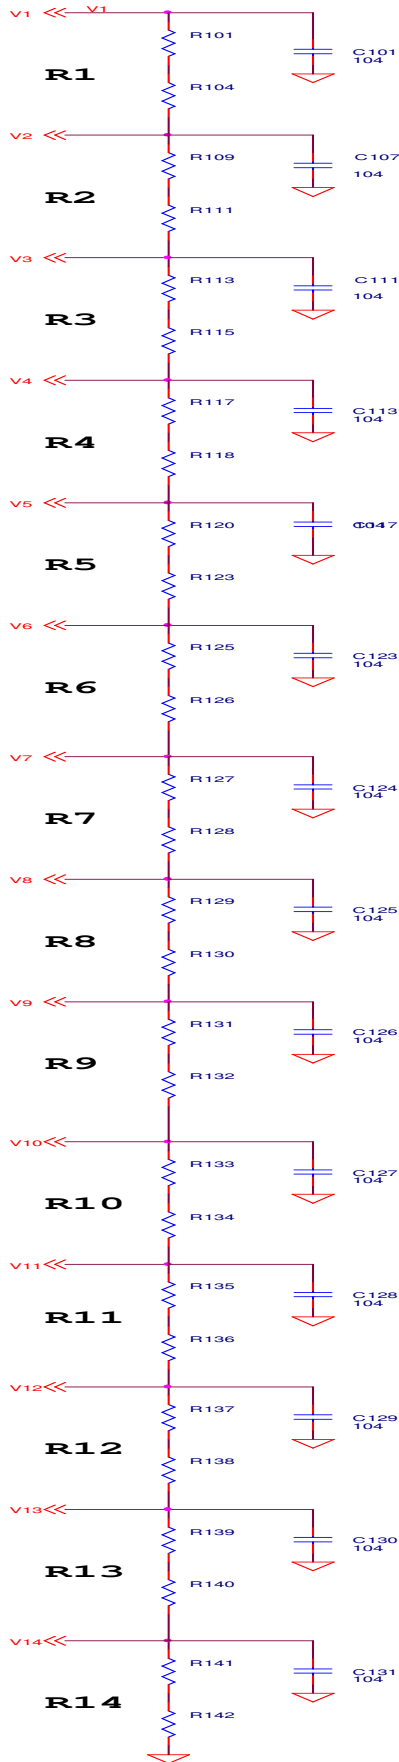 V1 V1
R101
C101
104
R1
R104
V2
R109
C107
104
R2
R111
V3
R113
C111
104
R3
R115
V4
R117
C113
104
R4
R118
V5
R120
R5
R123
V6
R125
C123
104
R6
R126
V7
R127
C124
104
R7
R128
V8
R129
C125
104
R8
R130
V9
R131
C126
104
R9
R132
V10
R133
C127
104
R10
R134
V11
R135
C128
104
R11
R136
V12
R137
C129
104
R12
R138
V13
R139
C130
104
R13
R140
V14
R141
C131
104
R14
R142